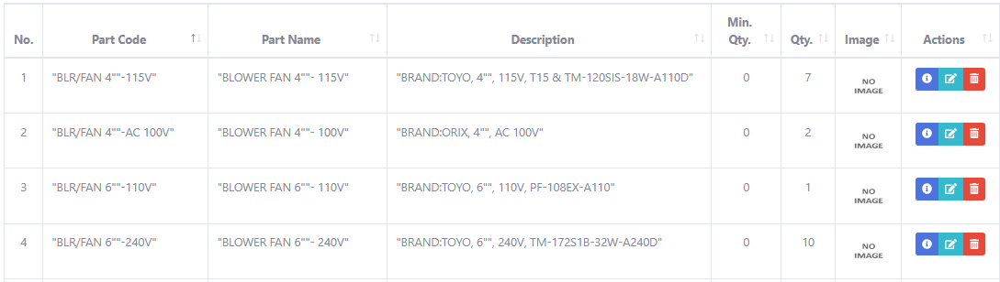 No. Part Code Part Name Description Min. Qty. Qty. Image Actions
1 "BLR/FAN 4""-115V" "BLOWER FAN 4""- 115V" "BRAND:TOYO, 4"", 115V, T15 & TM-120SIS-18W-A110D" 0 7 NO IMAGE
2 "BLR/FAN 4""-AC 100V" "BLOWER FAN 4""- 100V" "BRAND:ORIX, 4"", AC 100V" 0 2 NO IMAGE
3 "BLR/FAN 6""-110V" "BLOWER FAN 6""- 110V" "BRAND:TOYO, 6"", 110V, PF-108EX-A110" 0 1 NO IMAGE
4 "BLR/FAN 6""-240V" "BLOWER FAN 6""- 240V" "BRAND:TOYO, 6"", 240V, TM-172S1B-32W-A240D" 0 10 NO IMAGE